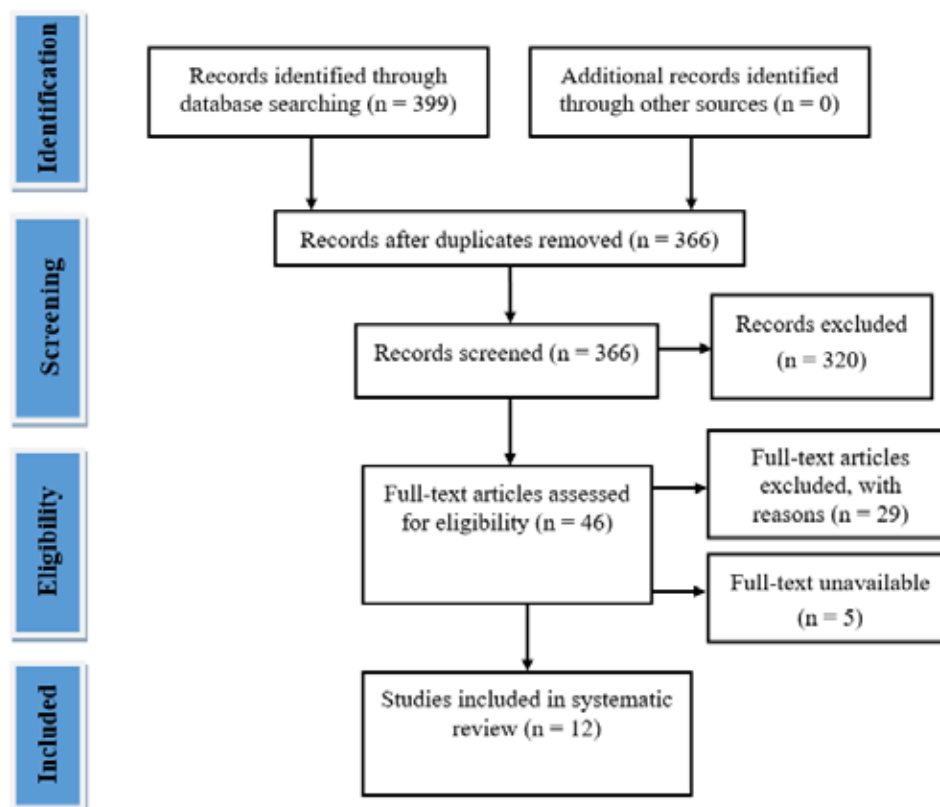 Identification
Records identified through
database searching (n = 399)
Additional records identified
through other sources (n = 0)
Screening
Records after duplicates removed (n = 366)
Records screened (n = 366)
Records excluded
(n = 320)
Eligibility
Full-text articles assessed
for eligibility (n = 46)
Full-text articles
excluded, with
reasons (n = 29)
Full-text unavailable
(n = 5)
Included
Studies included in systematic
review (n = 12)